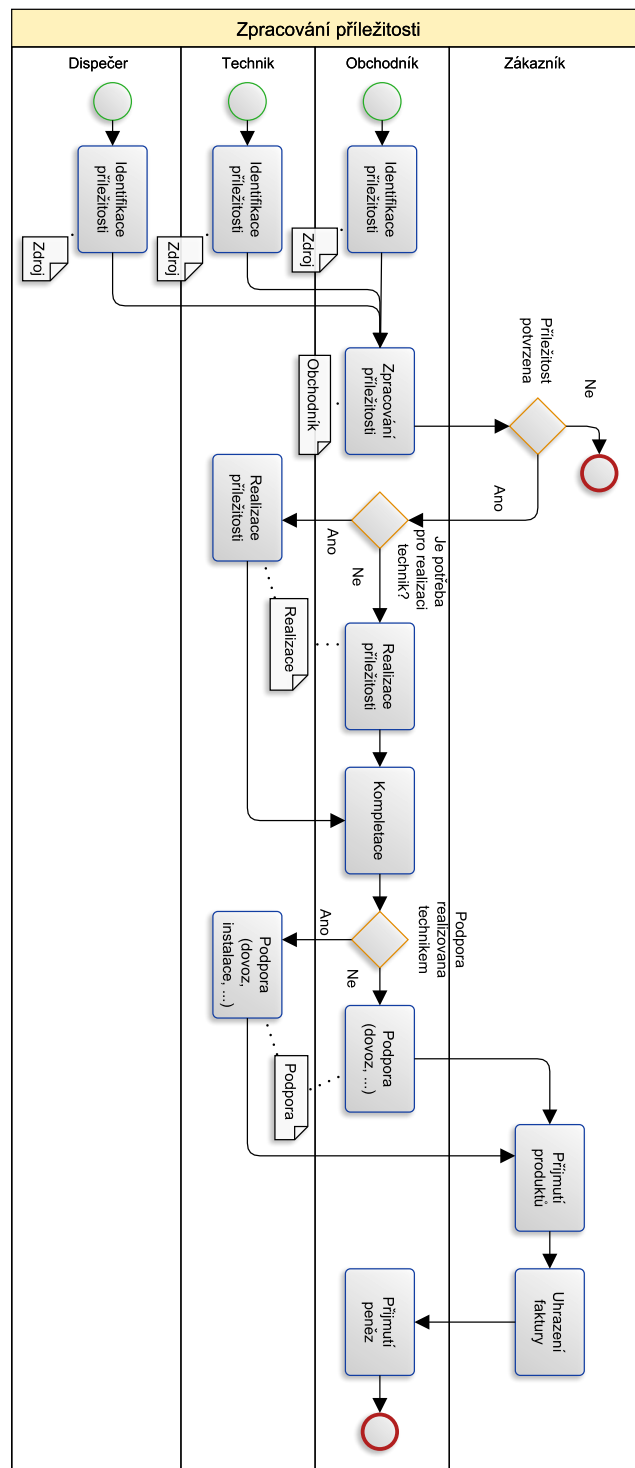 Zpracování příležitosti
Dispečer
Technik
Obchodník
Zákazník
Identifikace
příležitosti
Identifikace
příležitosti
Identifikace
příležitosti
Zdroj
Zdroj
Zdroj
Příležitost
potvrzena
Zpracování
příležitosti
Obchodník
Ne
Ano
Realizace
příležitosti
Ano
Je potřeba
pro realizaci
technik?
Ne
Realizace
Realizace
příležitosti
Kompletace
Podpora
realizovana
technikem
Ano
Ne
Podpora
(dovoz,
instalace, ...)
Podpora
(dovoz, ...)
Podpora
Příjmutí
produktů
Uhrazení
faktury
Přijmutí
peněz